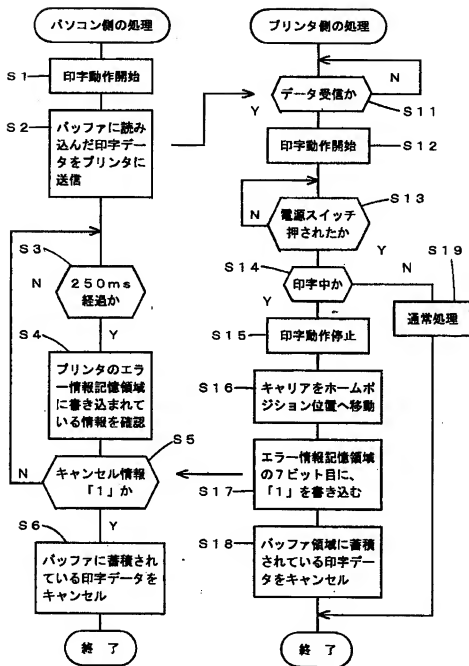 パソコン側の処理
S1
印字動作開始
S2
バッファに読み
込んだ印字データ
をプリンタに
送信
S3
N
250ms
経過か
Y
S4
プリンタのエラ
ー情報記憶領域
に書き込まれて
いる情報を確認
S5
N
キャンセル情報
「1」か
Y
S6
バッファに蓄積さ
れている印字データを
キャンセル
終 了
プリンタ側の処理
N
データ受信か
Y
S11
印字動作開始
S12
S13
N
電源スイッチ
押されたか
Y
S14
印字中か
N
S19
通常処理
Y
S15
印字動作停止
S16
キャリアをホームポ
ジション位置へ移動
エラー情報記憶領域
の7ビット目に、
「1」を書き込む
S17
S18
バッファ領域に蓄積
されている印字デー
タをキャンセル
終 了